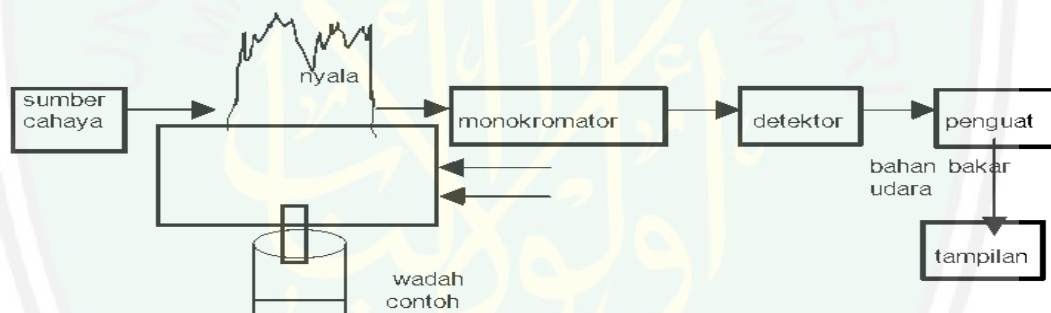 nyala
sumber
cahaya
monokromator
detektor
penguat
bahan bakar
udara
tampilan
wadah
contoh